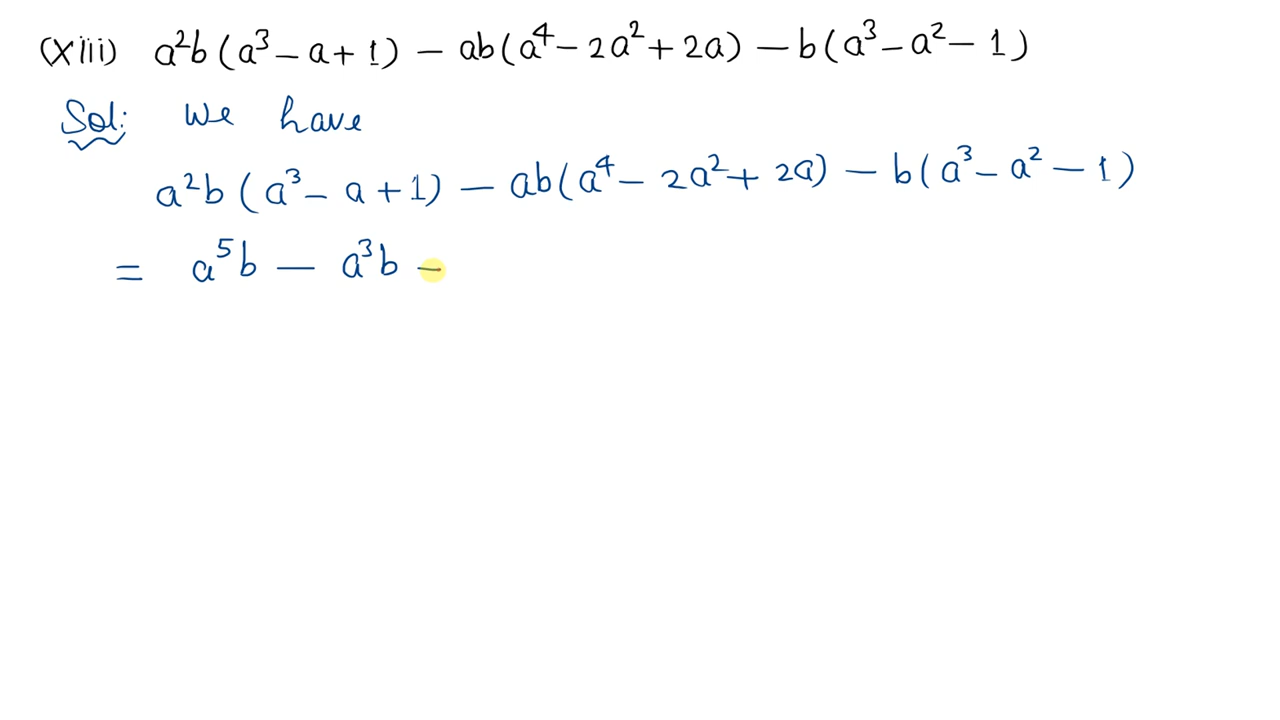 (xiii) a²b(a³ – a + 1) – ab(a⁴ – 2a² + 2a) – b(a³ – a² – 1)
Sol: We have
a²b(a³ – a + 1) – ab(a⁴ – 2a² + 2a) – b(a³ – a² – 1)
= a⁵b – a³b –